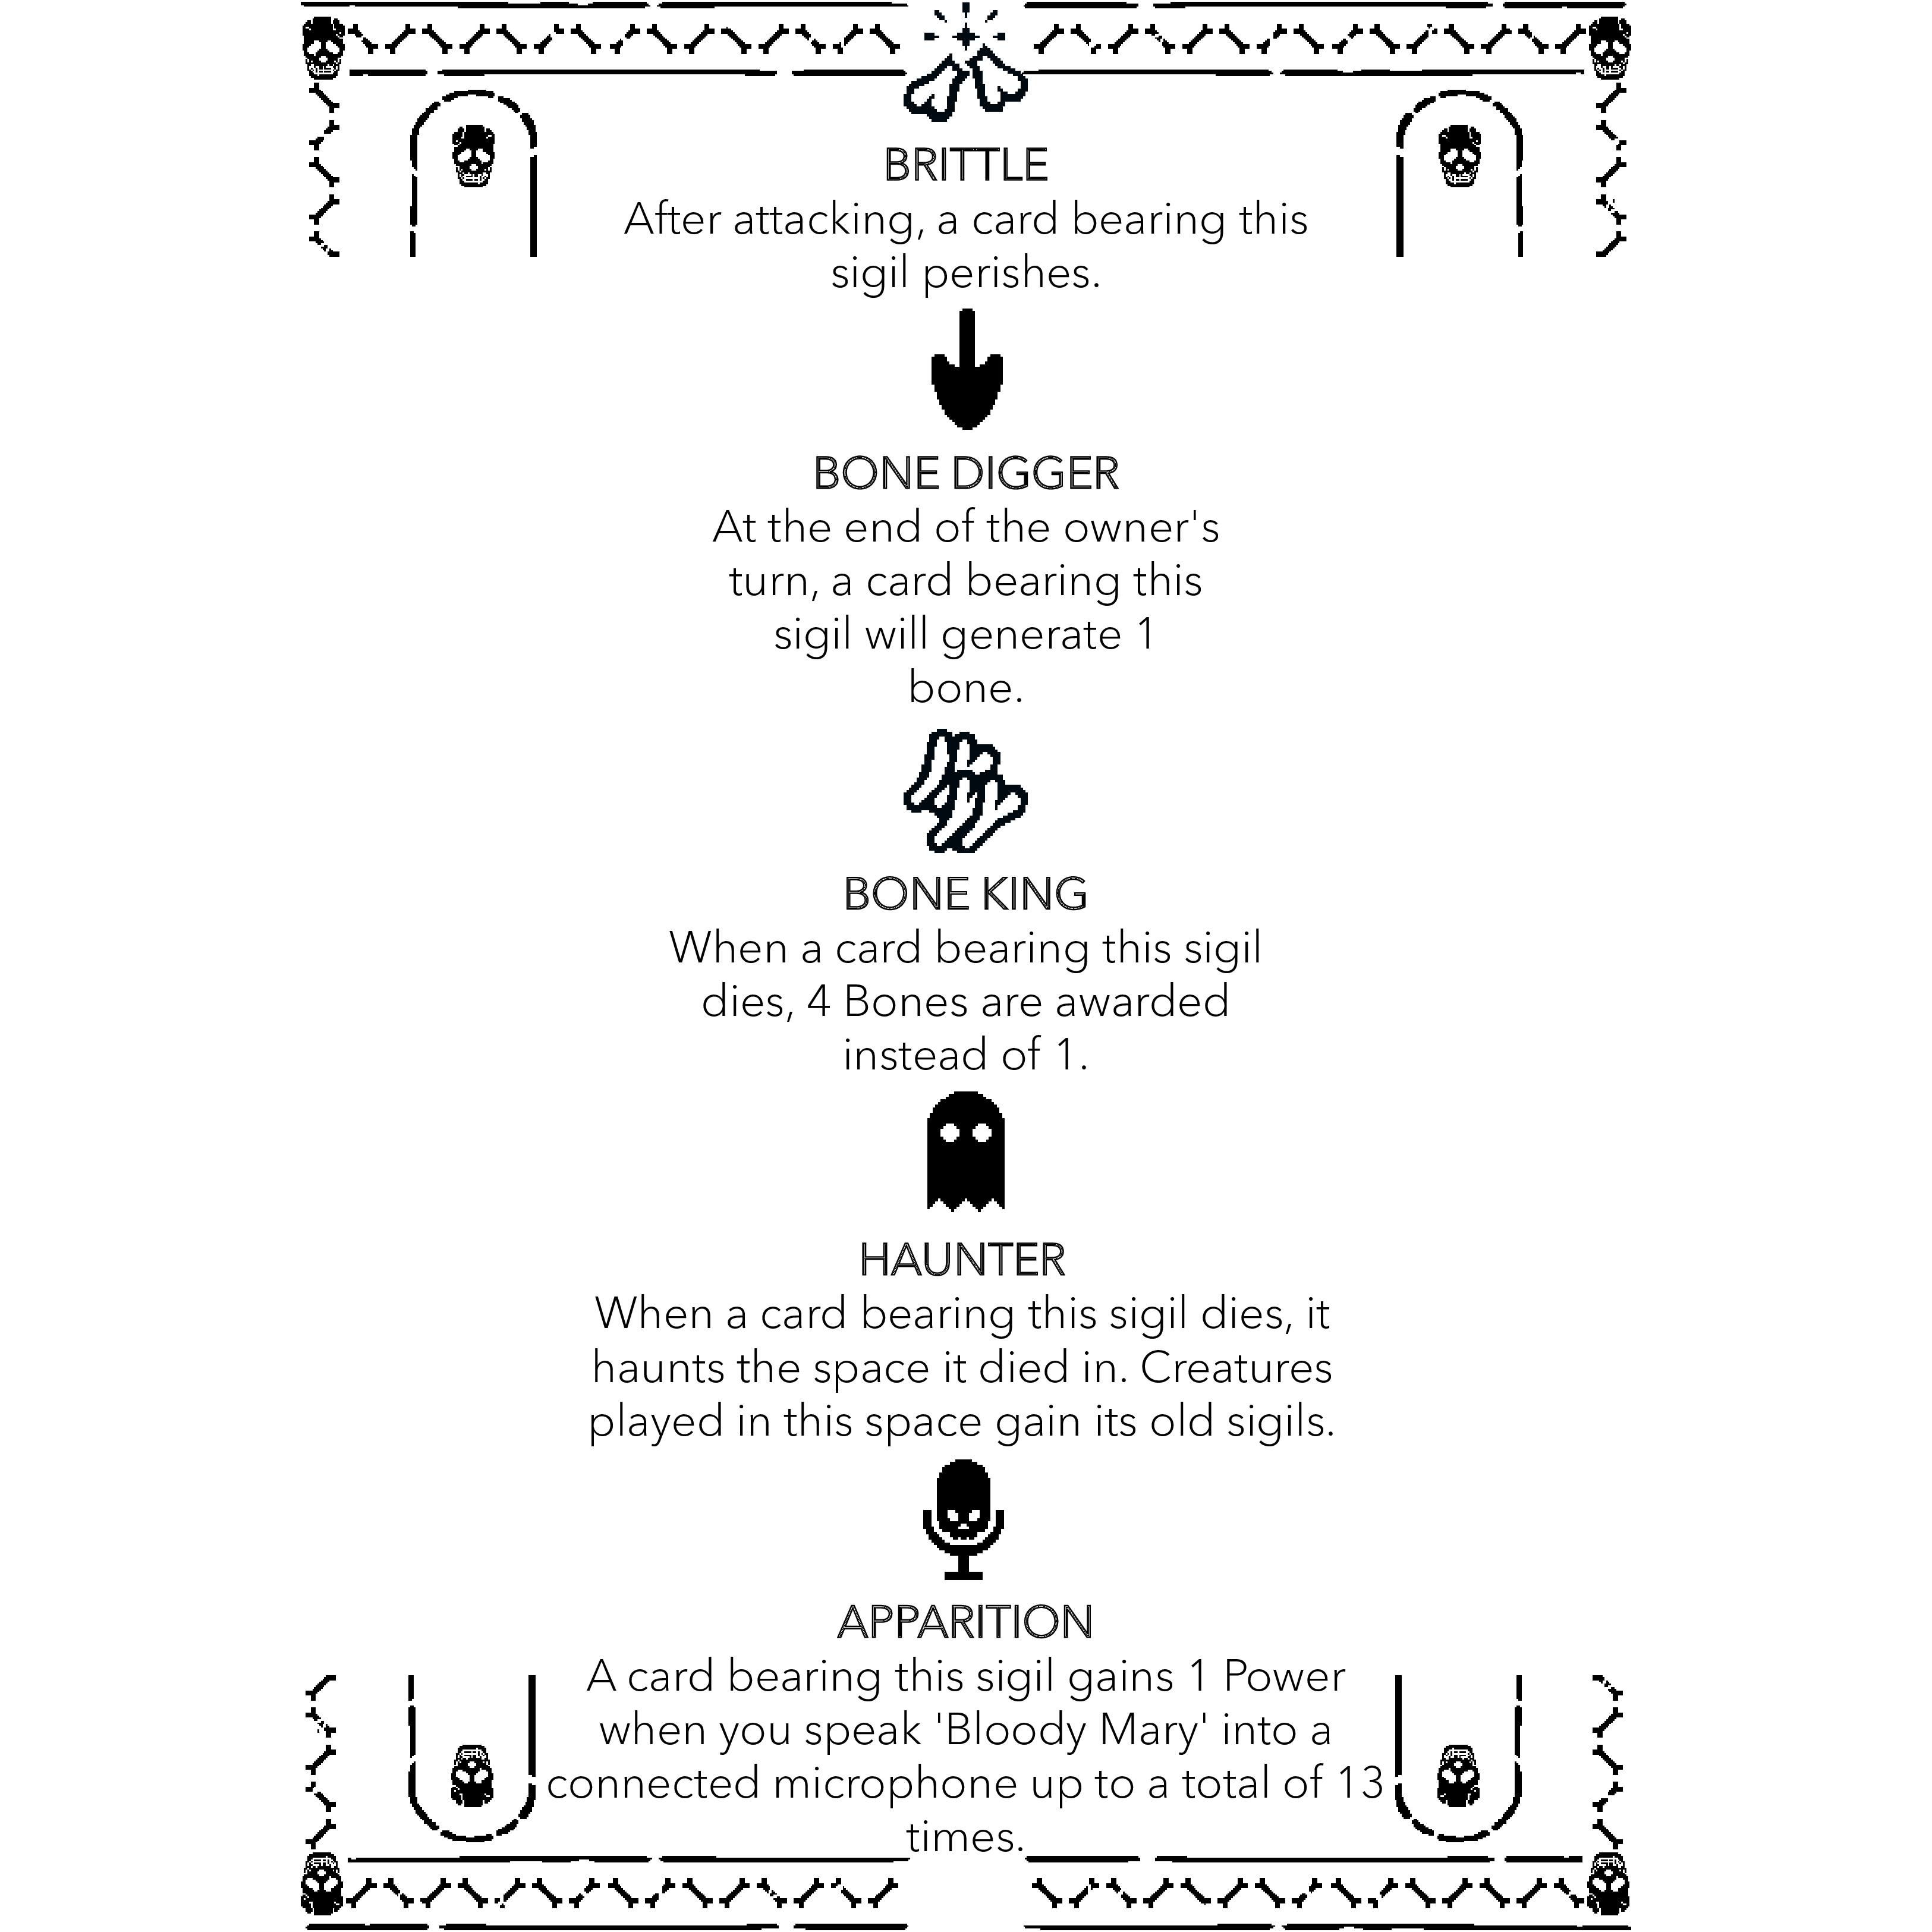 BRITTLE
After attacking, a card bearing this
sigil perishes.
BONE DIGGER
At the end of the owner's
turn, a card bearing this
sigil will generate 1
bone.
BONE KING
When a card bearing this sigil
dies, 4 Bones are awarded
instead of 1.
HAUNTER
When a card bearing this sigil dies, it
haunts the space it died in. Creatures
played in this space gain its old sigils.
APPARITION
A card bearing this sigil gains 1 Power
when you speak 'Bloody Mary' into a
connected microphone up to a total of 13
times.